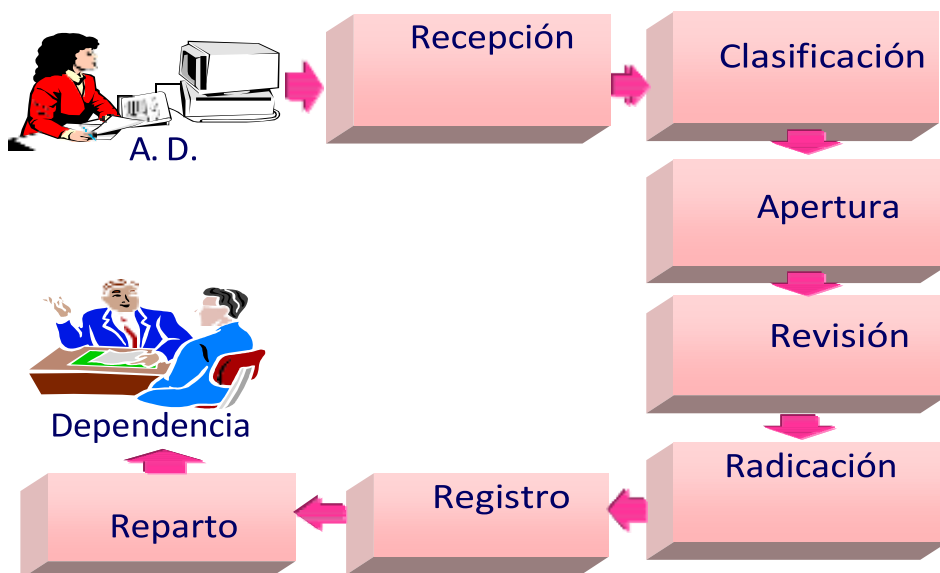 A. D.
Recepción
Clasificación
Apertura
Revisión
Radicación
Registro
Reparto
Dependencia